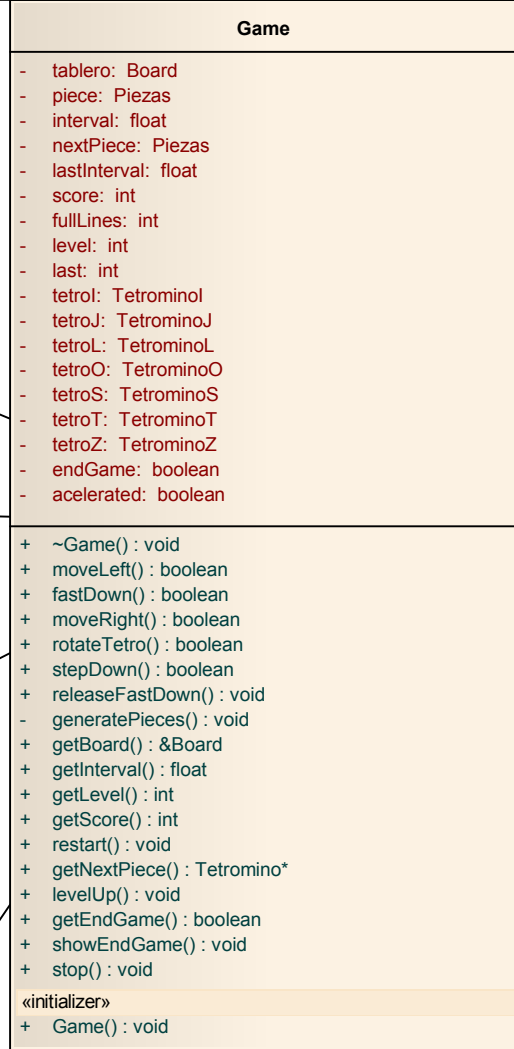 Game
- tablero: Board
- piece: Piezas
- interval: float
- nextPiece: Piezas
- lastInterval: float
- score: int
- fullLines: int
- level: int
- last: int
- tetroI: TetrominoI
- tetroJ: TetrominoJ
- tetroL: TetrominoL
- tetroO: TetrominoO
- tetroS: TetrominoS
- tetroT: TetrominoT
- tetroZ: TetrominoZ
- endGame: boolean
- acelerated: boolean
+ ~Game() : void
+ moveLeft() : boolean
+ fastDown() : boolean
+ moveRight() : boolean
+ rotateTetro() : boolean
+ stepDown() : boolean
+ releaseFastDown() : void
- generatePieces() : void
+ getBoard() : &Board
+ getInterval() : float
+ getLevel() : int
+ getScore() : int
+ restart() : void
+ getNextPiece() : Tetromino*
+ levelUp() : void
+ getEndGame() : boolean
+ showEndGame() : void
+ stop() : void
«initializer»
+ Game() : void